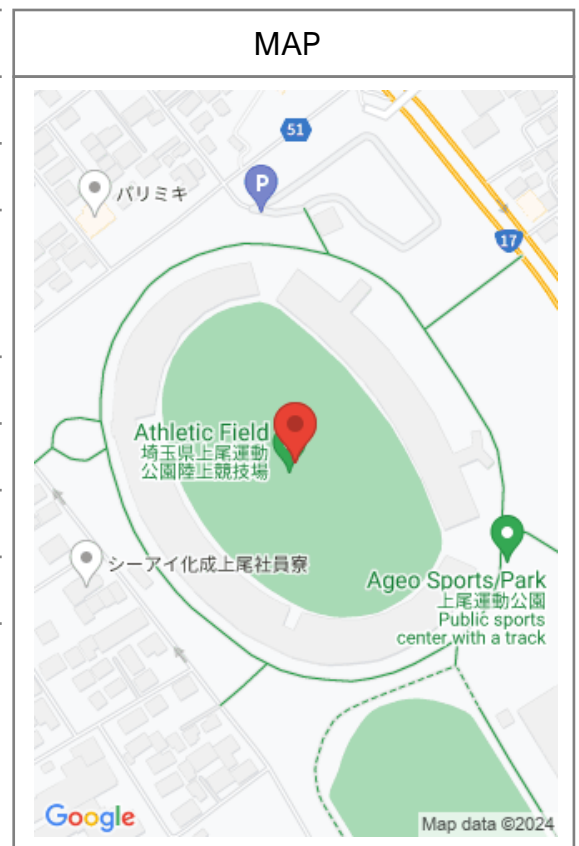 MAP
51
パリミキ
P
17
Athletic Field
埼玉県上尾運動
公園陸上競技場
シーアイ化成上尾社員寮
Ageo Sports Park
上尾運動公園
Public sports
center with a track
Google
Map data ©2024